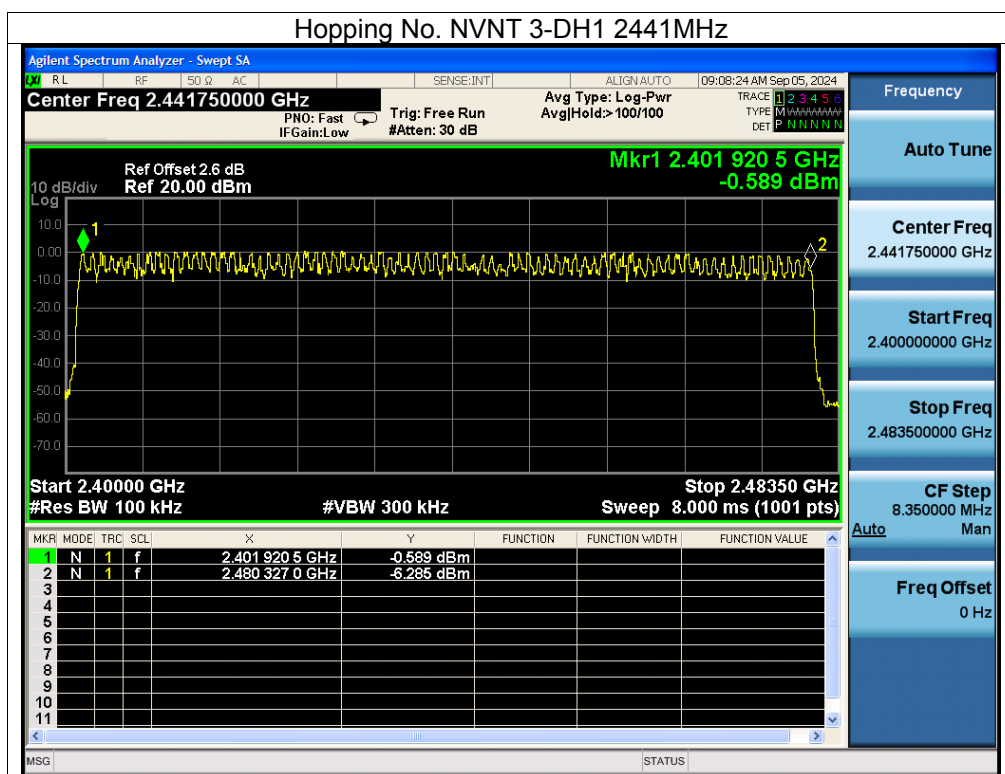 Hopping No. NVNT 3-DH1 2441MHz
Agilent Spectrum Analyzer - Swept SA
LXI RL RF 50 Ω AC SENSE:INT ALIGN AUTO 09:08:24 AM Sep 05, 2024
Center Freq 2.441750000 GHz
PNO: Fast
IFGain:Low
Trig: Free Run
#Atten: 30 dB
Avg Type: Log-Pwr
Avg|Hold:>100/100
TRACE 1 2 3 4 5 6
TYPE M
DET P N N N N N
Ref Offset 2.6 dB
10 dB/div Ref 20.00 dBm
Log
Mkr1 2.401 920 5 GHz
-0.589 dBm
10.0
0.00
-10.0
-20.0
-30.0
-40.0
-50.0
-60.0
-70.0
1
2
Start 2.40000 GHz Stop 2.48350 GHz
#Res BW 100 kHz #VBW 300 kHz Sweep 8.000 ms (1001 pts)
MKR MODE TRC SCL X Y FUNCTION FUNCTION WIDTH FUNCTION VALUE
1 N 1 f 2.401 920 5 GHz -0.589 dBm
2 N 1 f 2.480 327 0 GHz -6.285 dBm
3
4
5
6
7
8
9
10
11
MSG STATUS
Frequency
Auto Tune
Center Freq
2.441750000 GHz
Start Freq
2.400000000 GHz
Stop Freq
2.483500000 GHz
CF Step
8.350000 MHz
Auto Man
Freq Offset
0 Hz